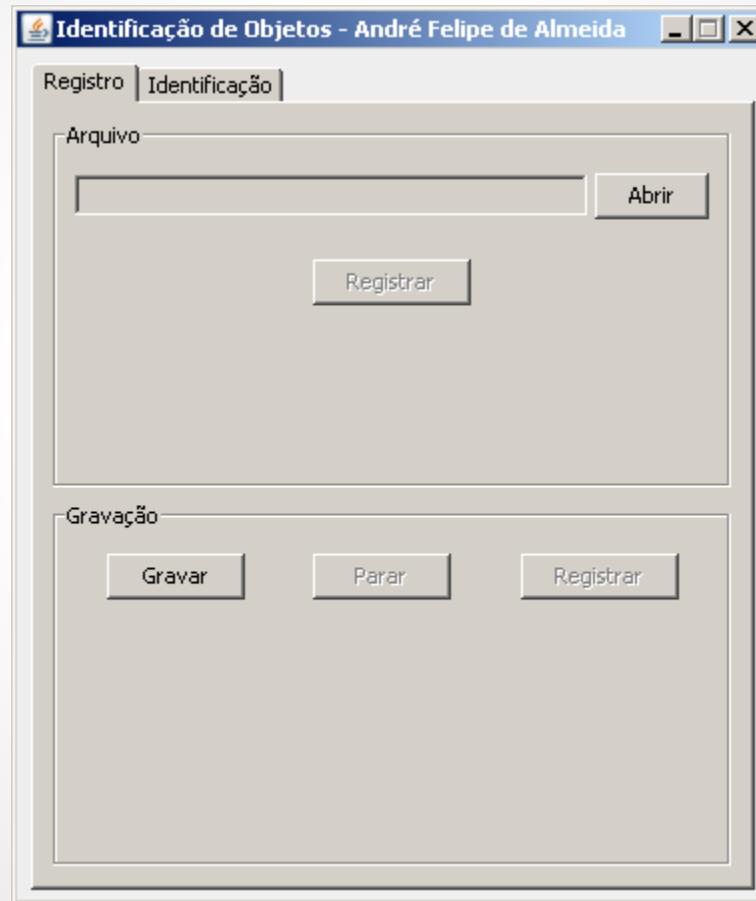 Identificação de Objetos - André Felipe de Almeida
Registro Identificação
Arquivo
Abrir
Registrar
Gravação
Gravar Parar Registrar